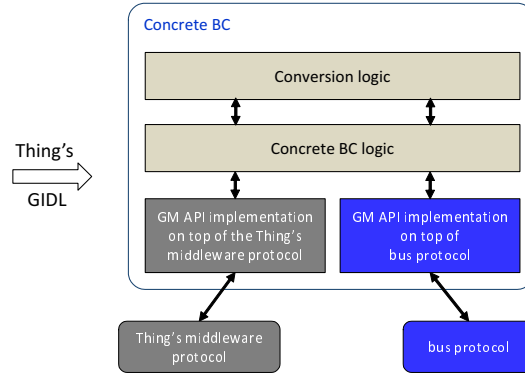 Concrete BC
Conversion logic
Concrete BC logic
Thing's
GIDL
GM API implementation
on top of the Thing's
middleware protocol
GM API implementation
on top of
bus protocol
Thing's middleware
protocol
bus protocol